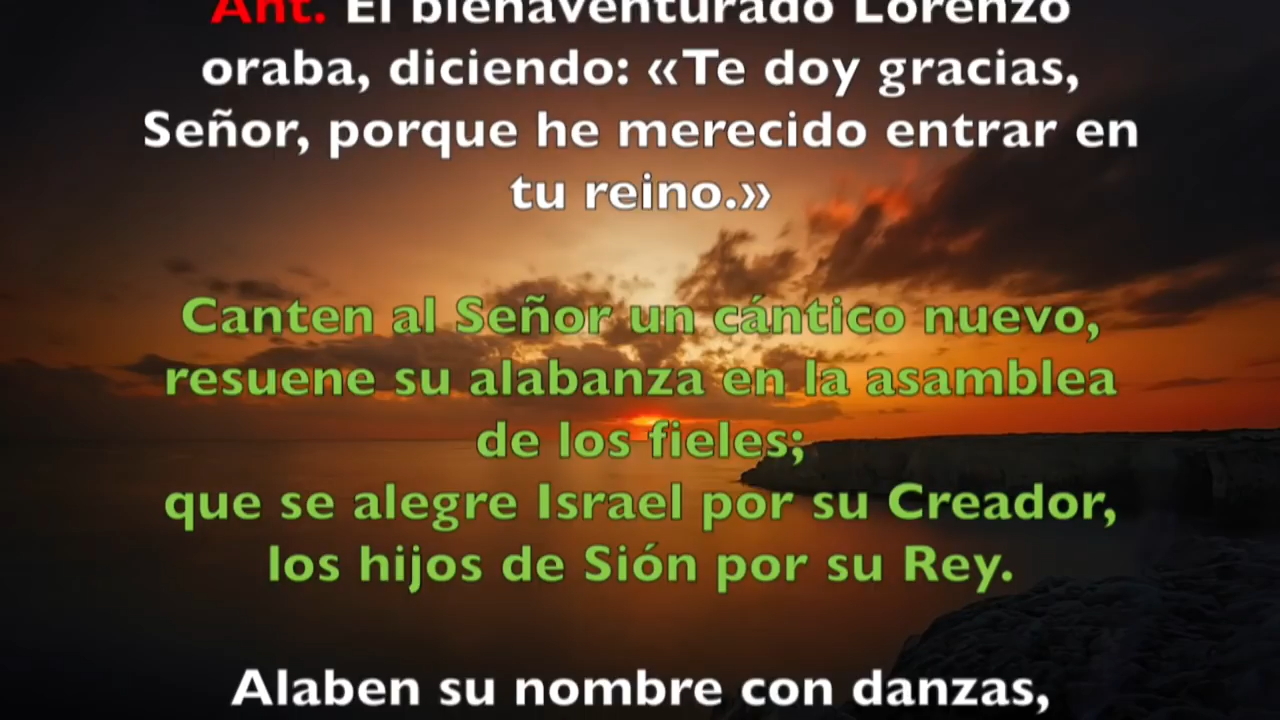 Ant. El bienaventurado Lorenzo
oraba, diciendo: «Te doy gracias,
Señor, porque he merecido entrar en
tu reino.»
Canten al Señor un cántico nuevo,
resuene su alabanza en la asamblea
de los fieles;
que se alegre Israel por su Creador,
los hijos de Sión por su Rey.
Alaben su nombre con danzas,